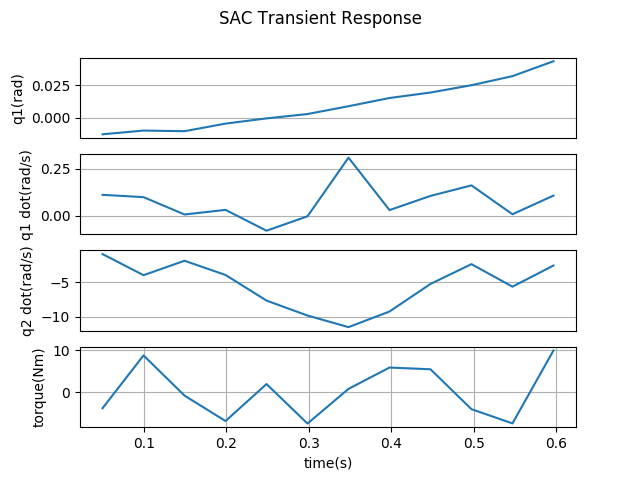 SAC Transient Response
q1(rad)
0.025
0.000
q1 dot(rad/s)
0.25
0.00
q2 dot(rad/s)
−5
−10
torque(Nm)
10
0
0.1 0.2 0.3 0.4 0.5 0.6
time(s)